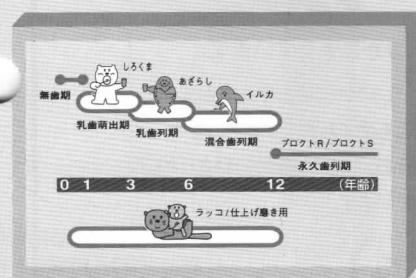 しろくま
あざらし
イルカ
無歯期
乳歯萌出期
乳歯列期
混合歯列期
プロクトR/プロクトS
永久歯列期
0 1 3 6 12 (年齢)
ラッコ/仕上げ磨き用